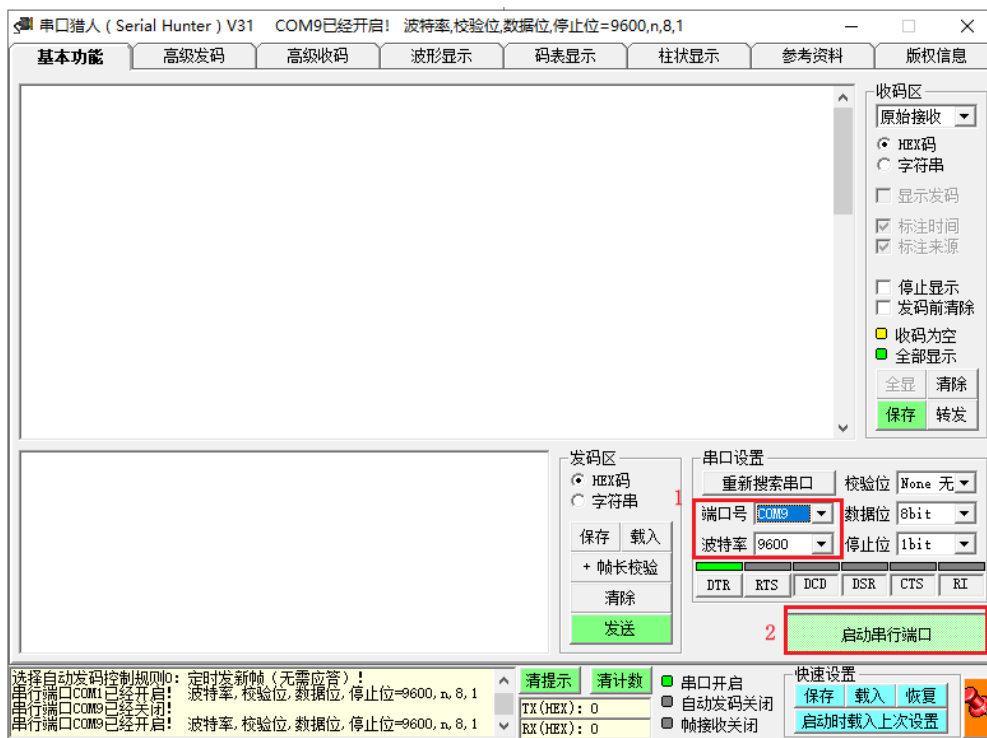 串口猎人 ( Serial Hunter ) V31 COM9已经开启! 波特率,校验位,数据位,停止位=9600,n,8,1
基本功能 高级发码 高级收码 波形显示 码表显示 柱状显示 参考资料 版权信息
收码区
原始接收
HEX码
字符串
显示发码
标注时间
标注来源
停止显示
发码前清除
收码为空
全部显示
全显 清除
保存 转发
发码区
HEX码
字符串
保存 载入
+ 帧长校验
清除
发送
串口设置
重新搜索串口 校验位 None 无
1
端口号 COM9 数据位 8bit
波特率 9600 停止位 1bit
DTR RTS DCD DSR CTS RI
2 启动串行端口
选择自动发码控制规则0: 定时发新帧 (无需应答) !
串行端口COM1已经开启! 波特率,校验位,数据位,停止位=9600,n,8,1
串行端口COM9已经关闭!
串行端口COM9已经开启! 波特率,校验位,数据位,停止位=9600,n,8,1
清提示 清计数
TX(HEX): 0
RX(HEX): 0
串口开启
自动发码关闭
帧接收关闭
快速设置
保存 载入 恢复
启动时载入上次设置